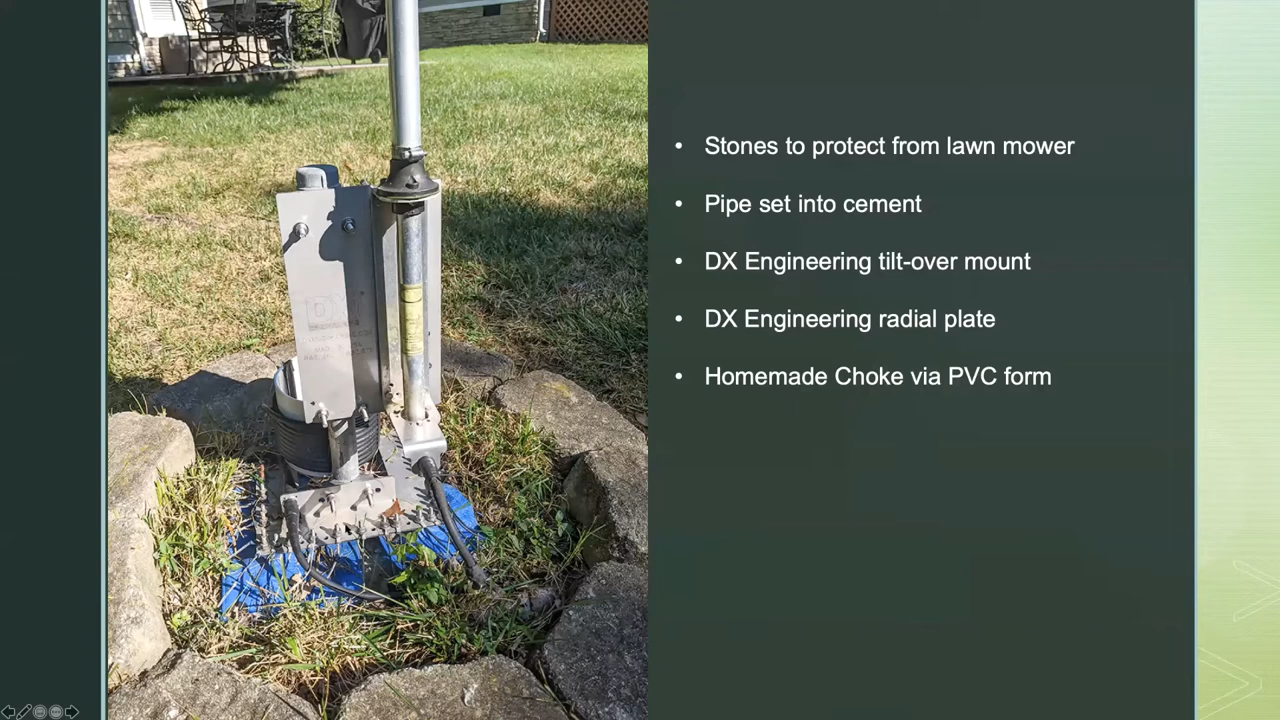 Stones to protect from lawn mower
Pipe set into cement
DX Engineering tilt-over mount
DX Engineering radial plate
Homemade Choke via PVC form